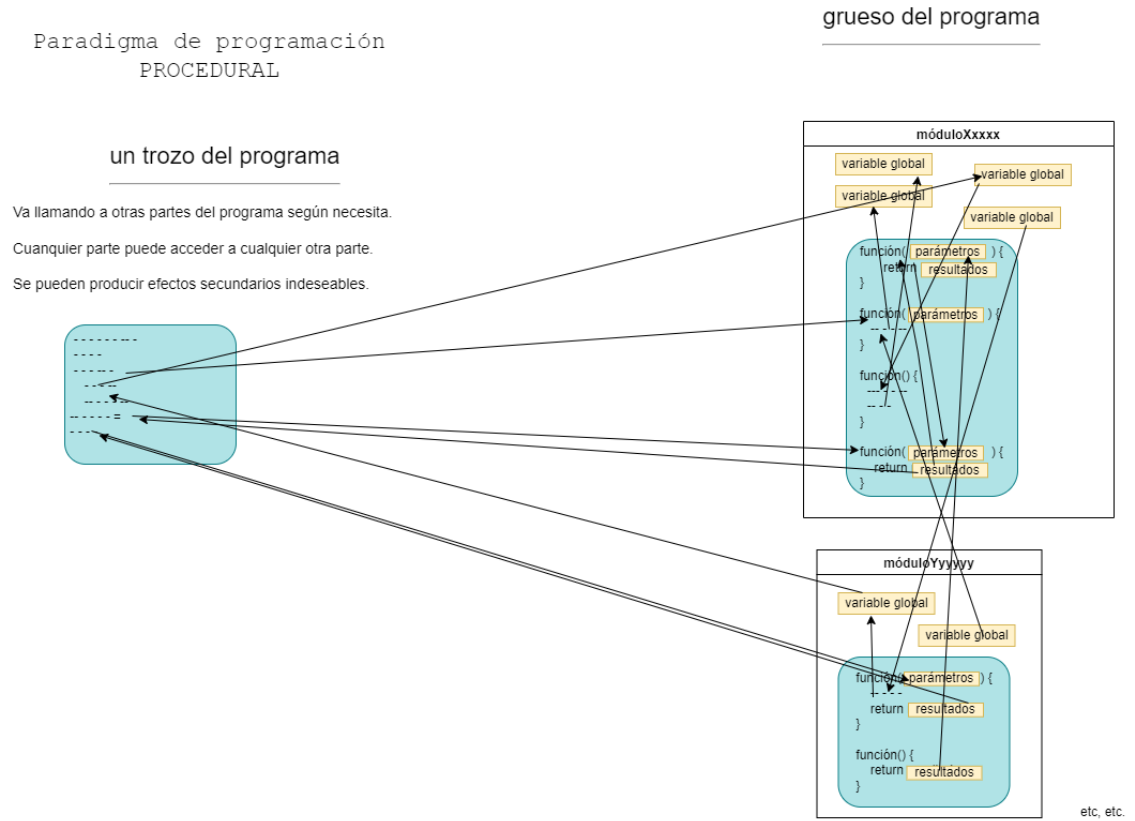 Paradigma de programación
PROCEDURAL
grueso del programa
un trozo del programa
Va llamando a otras partes del programa según necesita.
Cuanquier parte puede acceder a cualquier otra parte.
Se pueden producir efectos secundarios indeseables.
- - - - - - -- -
- - - -
- - - - - -
- - - --
- - - - - --
-- - - - - =
- - - -
móduloXxxxx
variable global
variable global
variable global
variable global
función( parámetros ) {
return resultados
}
función( parámetros ) {
-- - - --
}
función() {
--- - - --
-- -- -
}
función( parámetros ) {
return resultados
}
móduloYyyyyy
variable global
variable global
función( parámetros ) {
- - - - -
return resultados
}
función() {
return resultados
}
etc, etc.